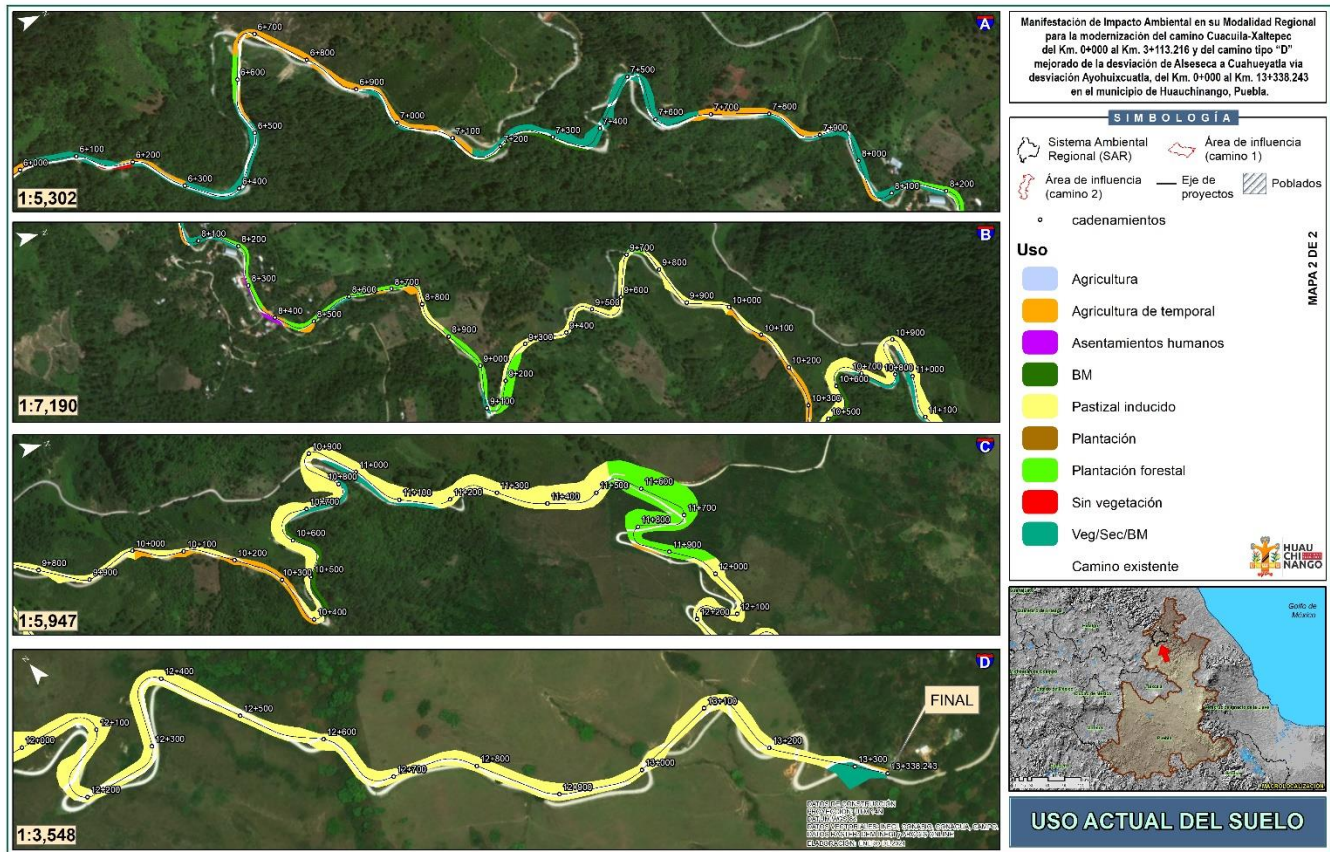 A
6+000
6+100
6+200
6+300
6+400
6+500
6+600
6+700
6+800
6+900
7+000
7+100
7+200
7+300
7+400
7+500
7+600
7+700
7+800
7+900
8+000
8+100
8+200
1:5,302
B
8+100
8+200
8+300
8+400
8+500
8+600
8+700
8+800
8+900
9+000
9+100
9+200
9+300
9+400
9+500
9+600
9+700
9+800
9+900
10+000
10+100
10+200
10+300
10+500
10+600
10+700
10+800
10+900
11+000
11+100
1:7,190
C
9+800
9+900
10+000
10+100
10+200
10+300
10+400
10+500
10+600
10+700
10+800
10+900
11+000
11+100
11+200
11+300
11+400
11+500
11+600
11+700
11+800
11+900
12+000
12+100
12+200
1:5,947
D
12+000
12+100
12+200
12+300
12+400
12+500
12+600
12+700
12+800
12+900
13+000
13+100
13+200
13+300
13+338.243
FINAL
1:3,548
DATOS DE CONSTRUCCIÓN
Manifestación de Impacto Ambiental en su Modalidad Regional
para la modernización del camino Cuacuila-Xaltepec
del Km. 0+000 al Km. 3+113.216 y del camino tipo “D”
mejorado de la desviación de Alseseca a Cuahueyatla vía
desviación Ayohuixcuatla, del Km. 0+000 al Km. 13+338.243
en el municipio de Huauchinango, Puebla.
SIMBOLOGÍA
Sistema Ambiental
Regional (SAR)
Área de influencia
(camino 1)
Área de influencia
(camino 2)
Eje de
proyectos
Poblados
cadenamientos
MAPA 2 DE 2
Uso
Agricultura
Agricultura de temporal
Asentamientos humanos
BM
Pastizal inducido
Plantación
Plantación forestal
Sin vegetación
Veg/Sec/BM
Camino existente
HUAU
CHI
NANGO
Golfo de
México
MACROLOCALIZACIÓN
USO ACTUAL DEL SUELO